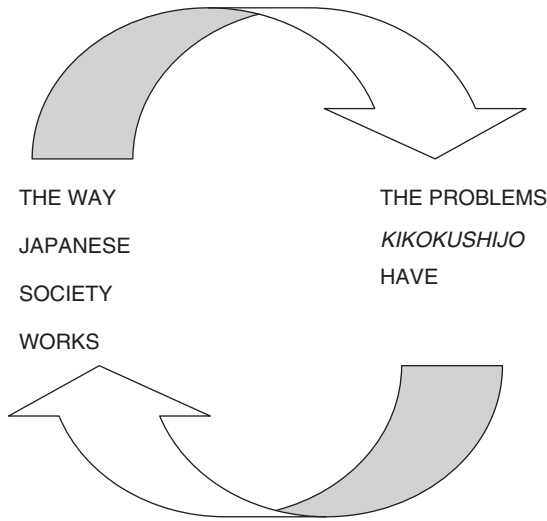 THE WAY
JAPANESE
SOCIETY
WORKS
THE PROBLEMS
KIKOKUSHIJO
HAVE